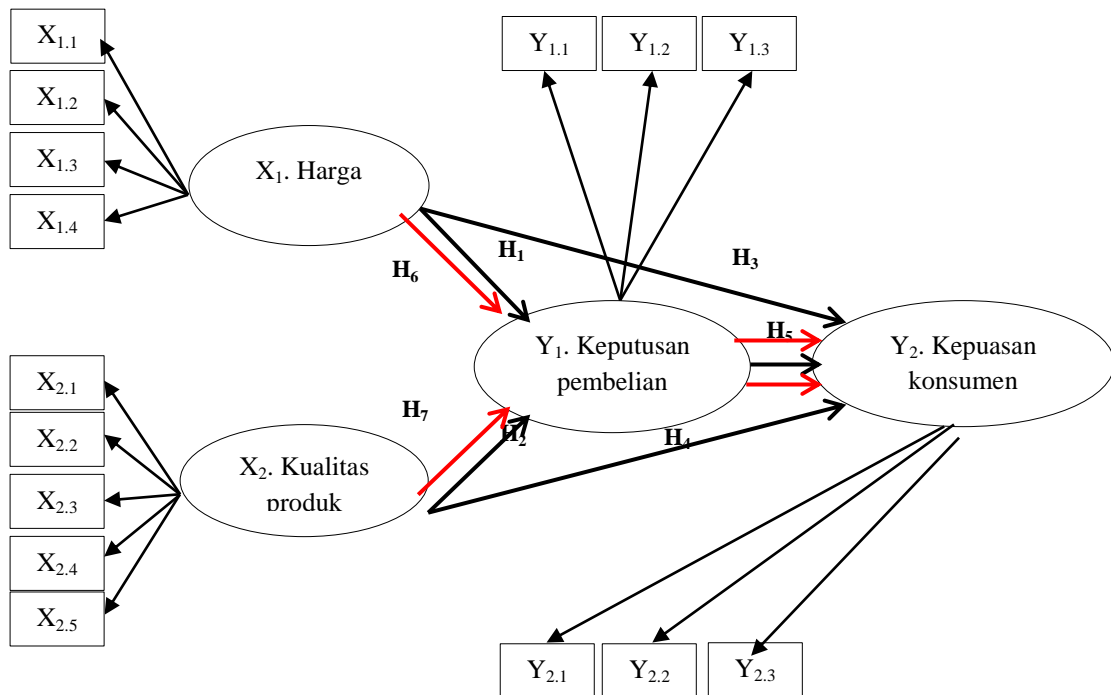 X₁.₁
X₁.₂
X₁.₃
X₁.₄
Y₁.₁
Y₁.₂
Y₁.₃
X₁. Harga
H₁
H₃
H₆
Y₁. Keputusan
pembelian
H₅
Y₂. Kepuasan
konsumen
X₂.₁
X₂.₂
X₂.₃
X₂.₄
X₂.₅
H₇
H₂
H₄
X₂. Kualitas
produk
Y₂.₁
Y₂.₂
Y₂.₃